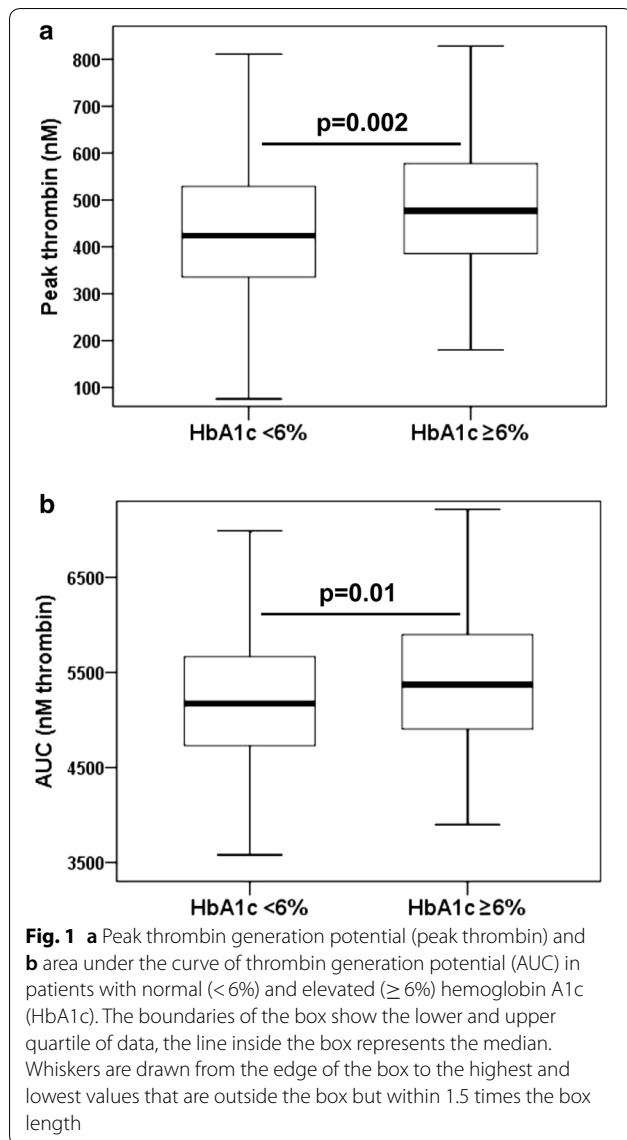 a
800
700
600
500
400
300
200
100
Peak thrombin (nM)
p=0.002
HbA1c <6% HbA1c ≥6%
b
6500
5500
4500
3500
AUC (nM thrombin)
p=0.01
HbA1c <6% HbA1c ≥6%
Fig. 1 a Peak thrombin generation potential (peak thrombin) and
b area under the curve of thrombin generation potential (AUC) in
patients with normal (< 6%) and elevated (≥ 6%) hemoglobin A1c
(HbA1c). The boundaries of the box show the lower and upper
quartile of data, the line inside the box represents the median.
Whiskers are drawn from the edge of the box to the highest and
lowest values that are outside the box but within 1.5 times the box
length